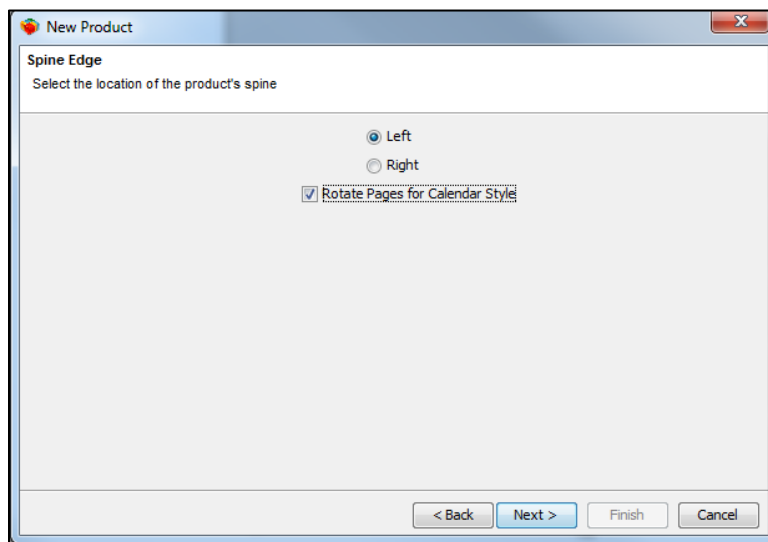 New Product
Spine Edge
Select the location of the product's spine
Left
Right
Rotate Pages for Calendar Style
< Back Next > Finish Cancel